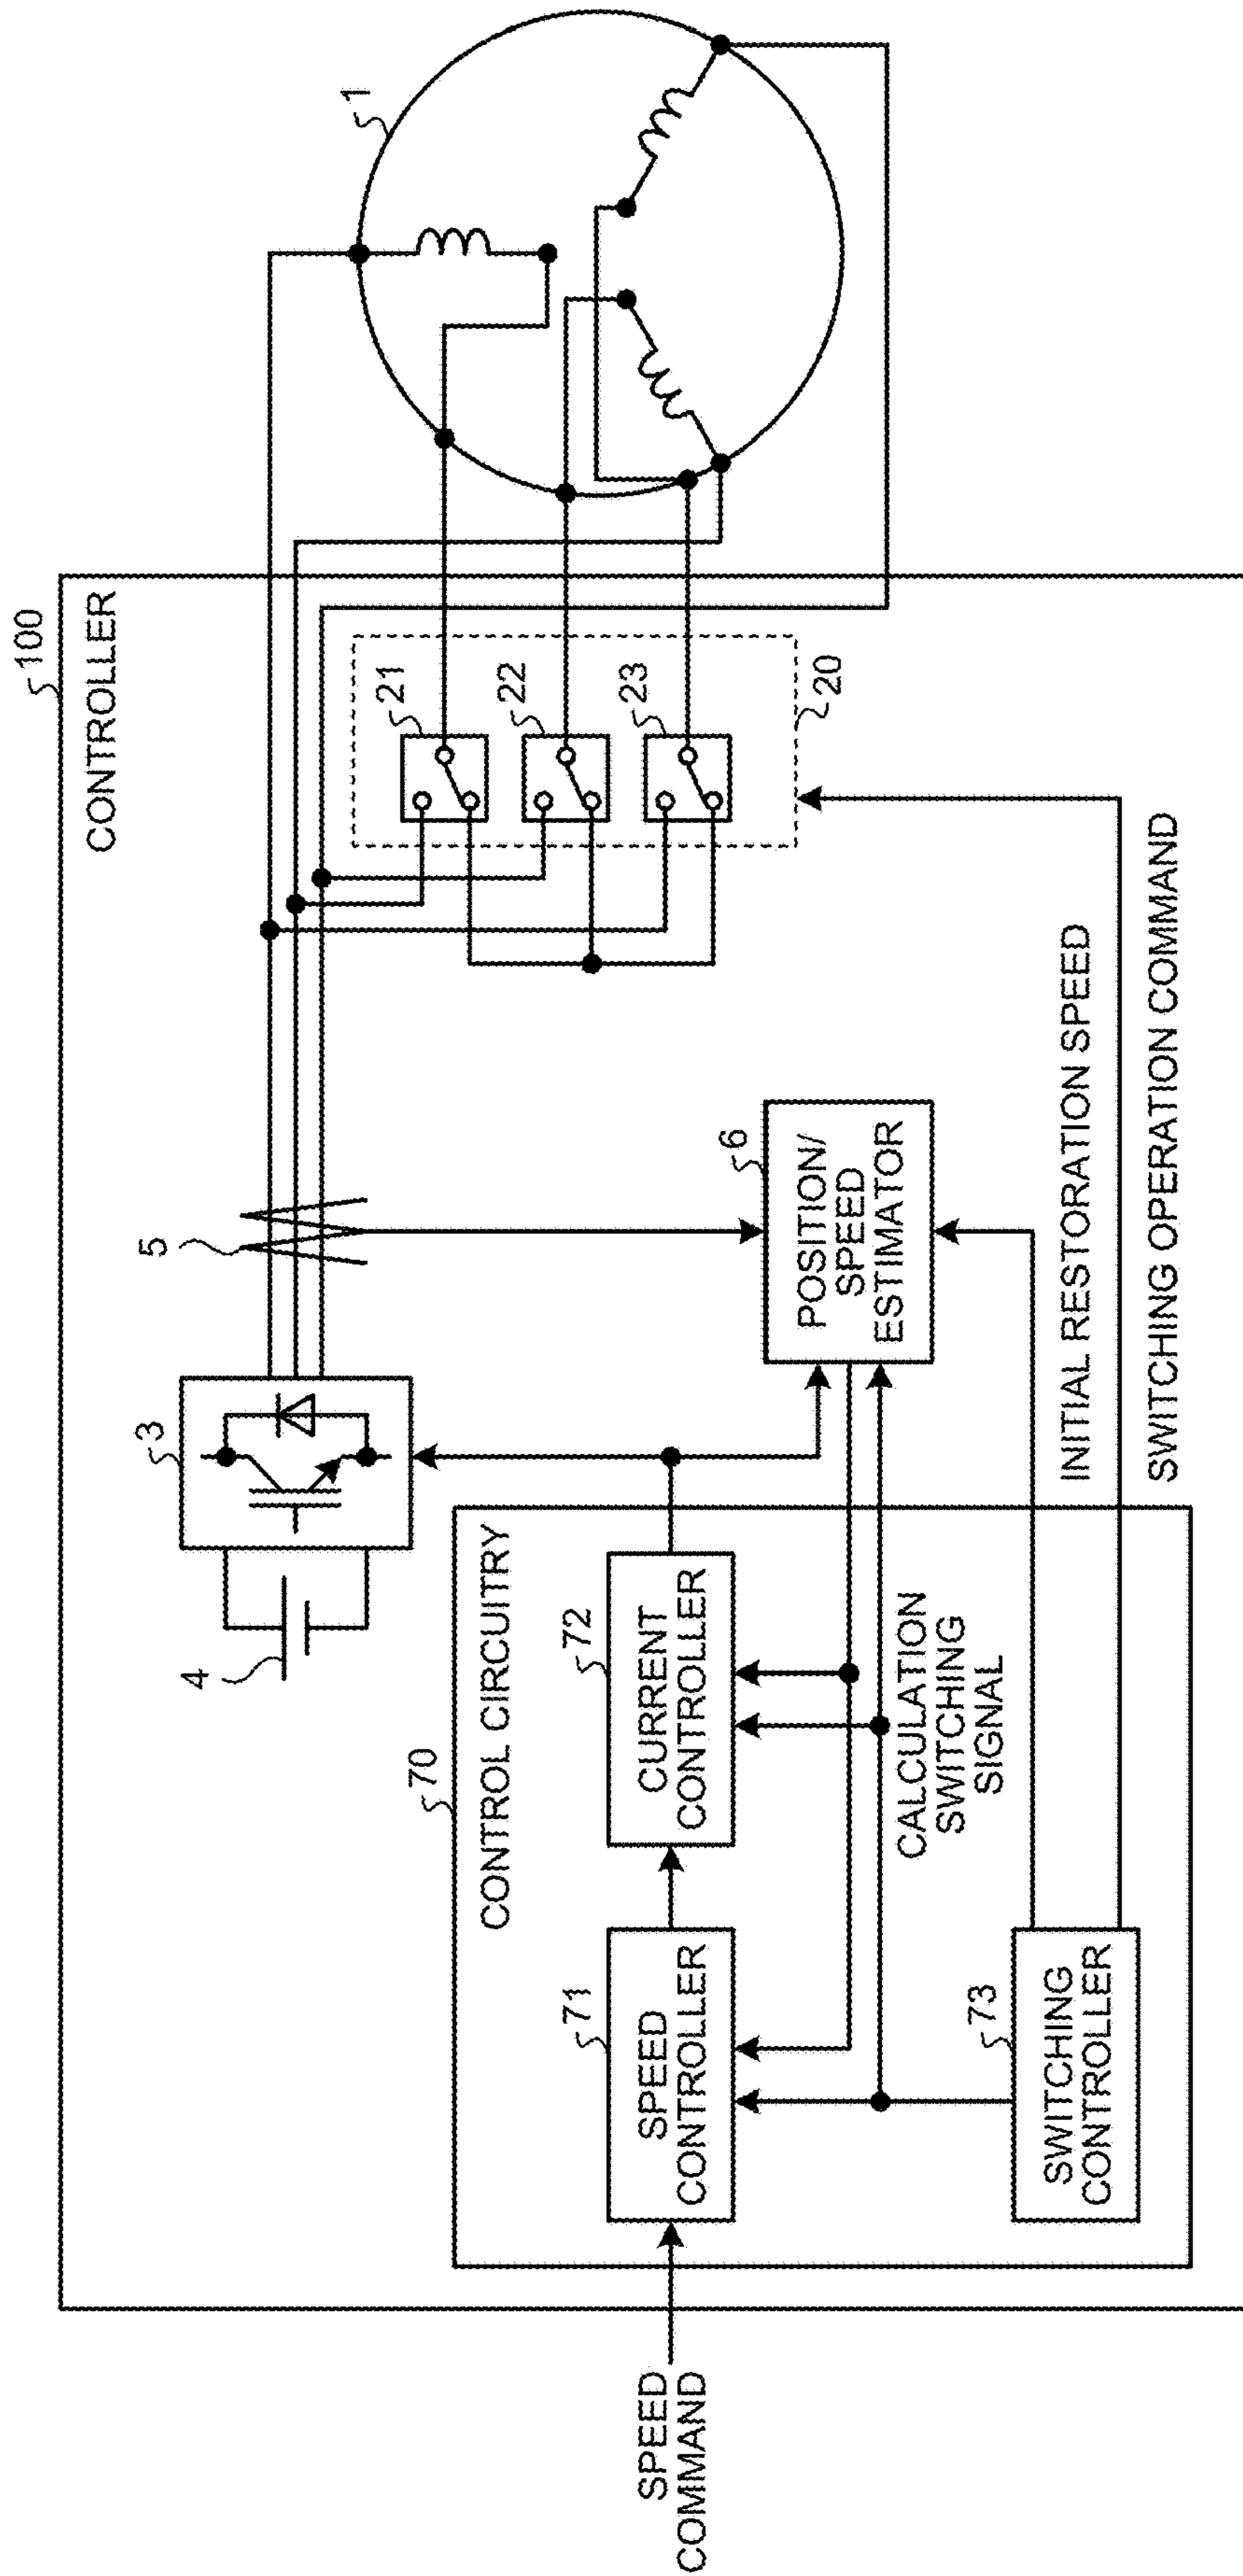 100
CONTROLLER
1
3
4
5
21
22
23
20
70
CONTROL CIRCUITRY
71
SPEED
CONTROLLER
72
CURRENT
CONTROLLER
6
POSITION/
SPEED
ESTIMATOR
SPEED
COMMAND
CALCULATION
SWITCHING
SIGNAL
73
SWITCHING
CONTROLLER
INITIAL RESTORATION SPEED
SWITCHING OPERATION COMMAND